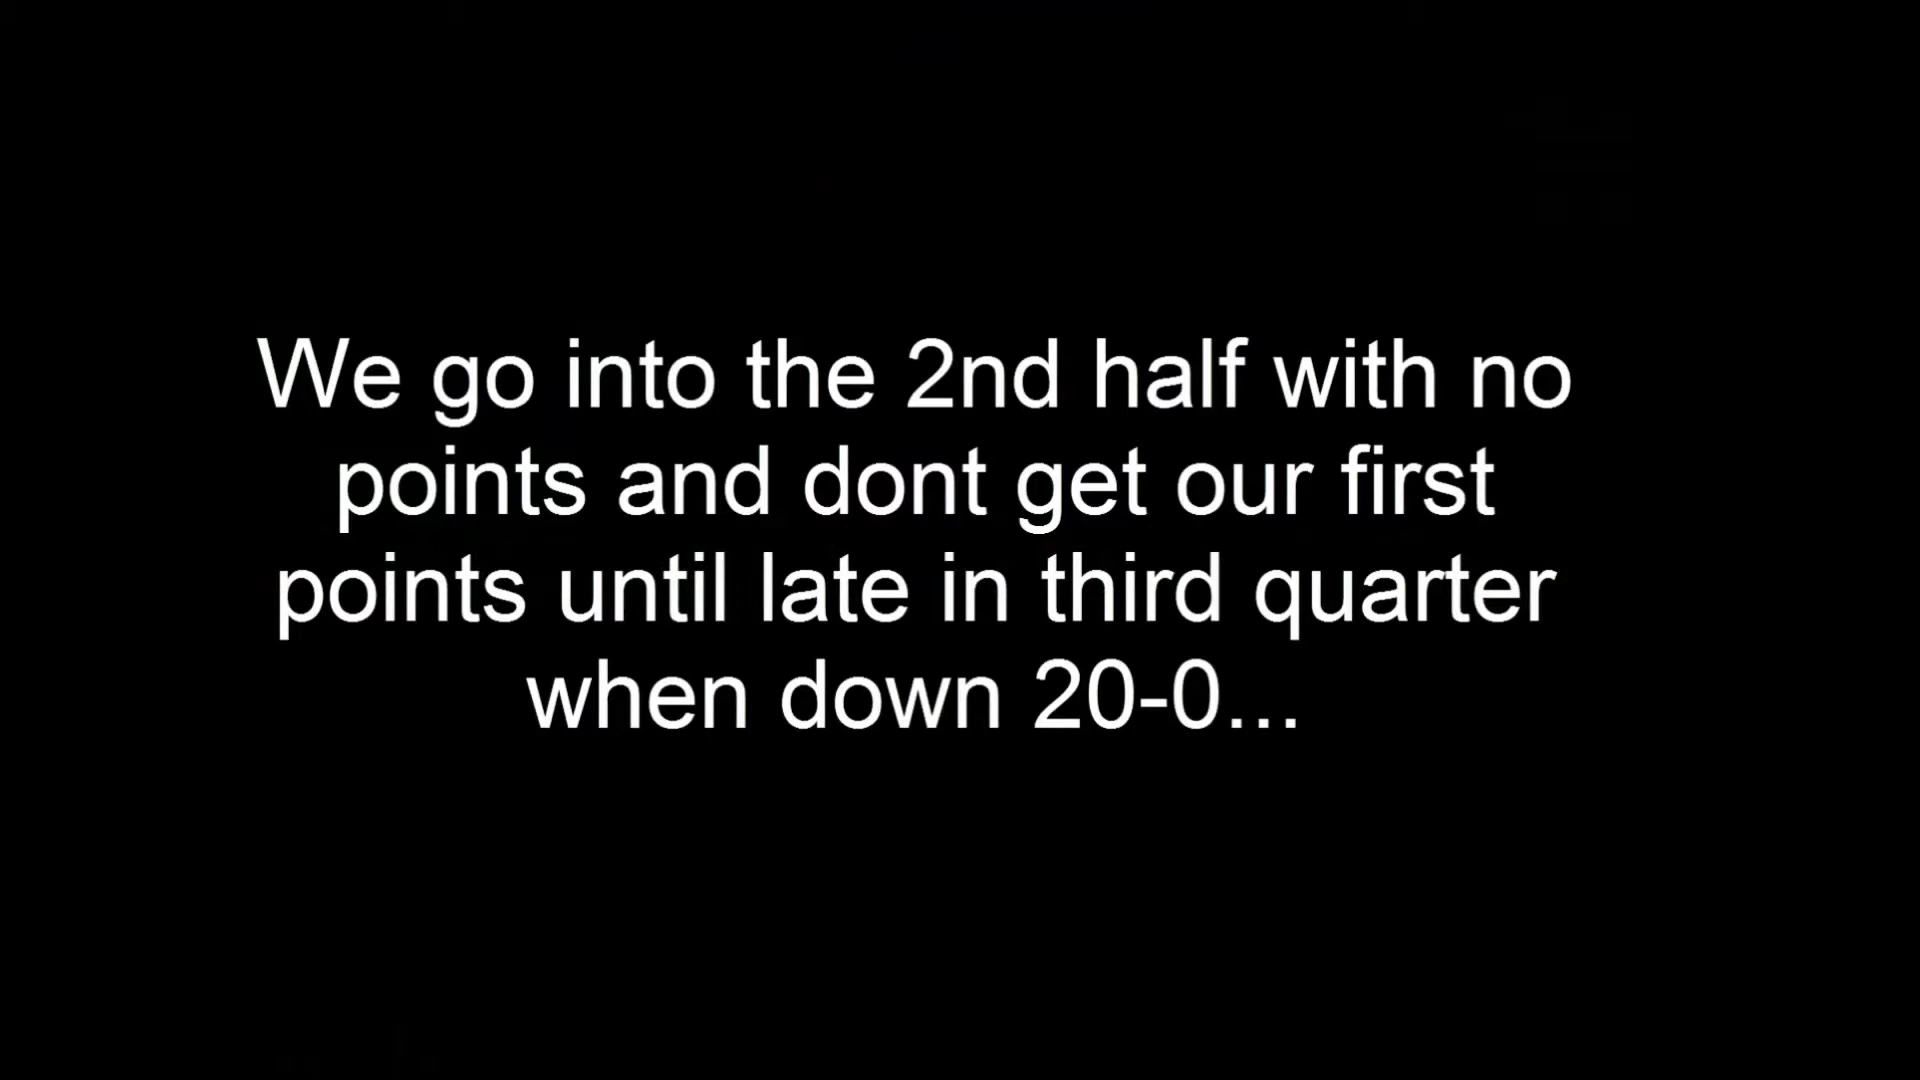 We go into the 2nd half with no
points and dont get our first
points until late in third quarter
when down 20-0...